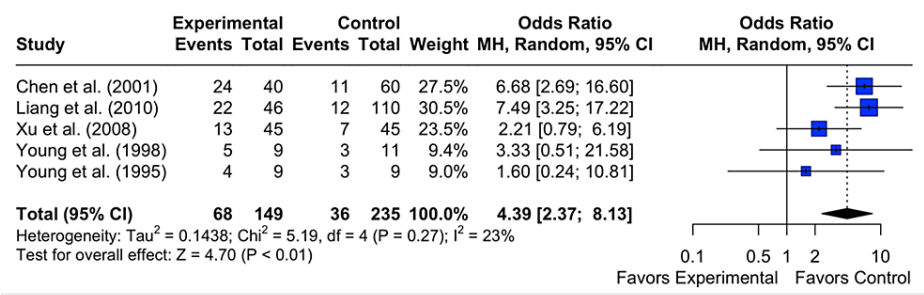 Experimental Control Odds Ratio Odds Ratio
Study Events Total Events Total Weight MH, Random, 95% CI MH, Random, 95% CI
Chen et al. (2001) 24 40 11 60 27.5% 6.68 [2.69; 16.60]
Liang et al. (2010) 22 46 12 110 30.5% 7.49 [3.25; 17.22]
Xu et al. (2008) 13 45 7 45 23.5% 2.21 [0.79; 6.19]
Young et al. (1998) 5 9 3 11 9.4% 3.33 [0.51; 21.58]
Young et al. (1995) 4 9 3 9 9.0% 1.60 [0.24; 10.81]
Total (95% CI) 68 149 36 235 100.0% 4.39 [2.37; 8.13]
Heterogeneity: Tau² = 0.1438; Chi² = 5.19, df = 4 (P = 0.27); I² = 23%
Test for overall effect: Z = 4.70 (P < 0.01)
0.1 0.5 1 2 10
Favors Experimental Favors Control